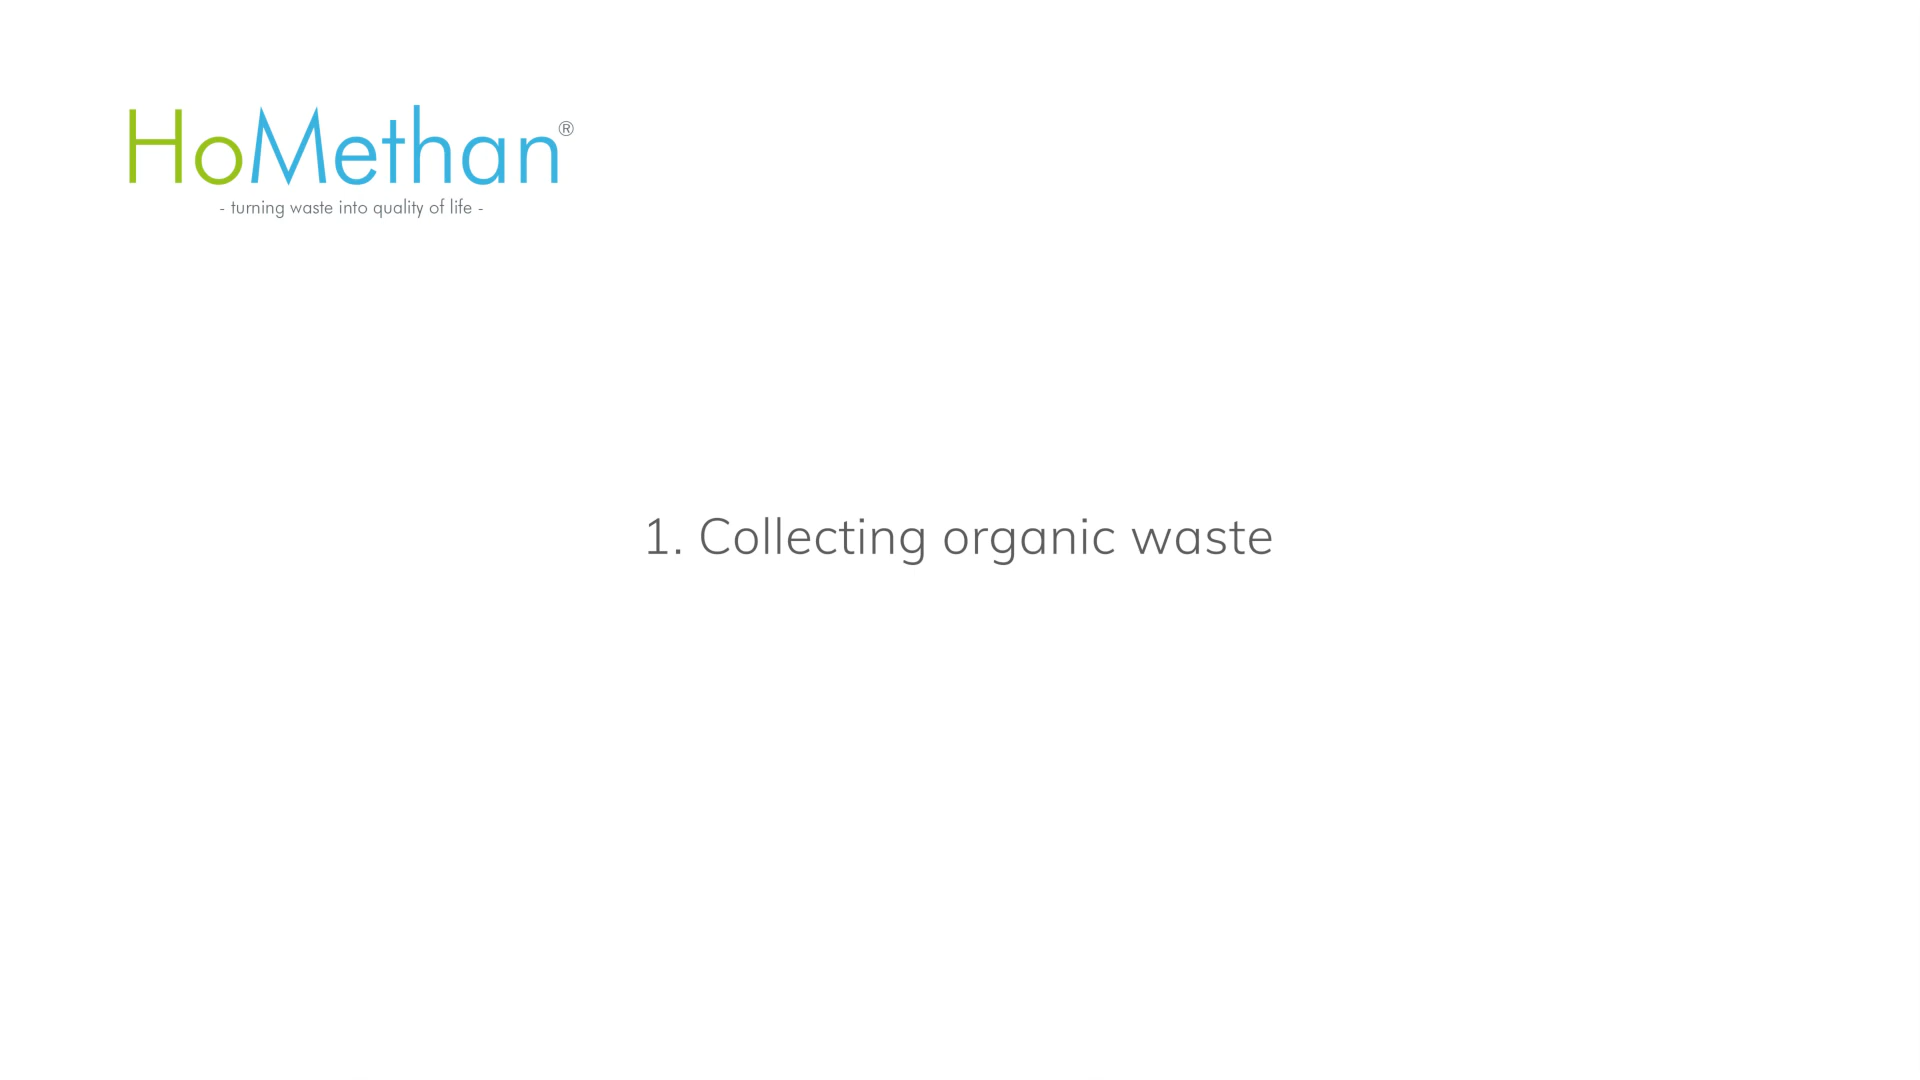 HoMethan®
- turning waste into quality of life -
1. Collecting organic waste